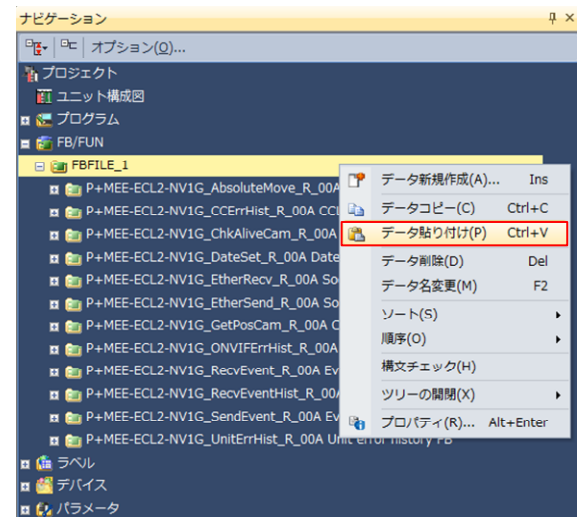 ナビゲーション
オプション(O)...
プロジェクト
ユニット構成図
プログラム
FB/FUN
FBFILE_1
P+MEE-ECL2-NV1G_AbsoluteMove_R_00A
P+MEE-ECL2-NV1G_CCErrHist_R_00A CCL
P+MEE-ECL2-NV1G_ChkAliveCam_R_00A
P+MEE-ECL2-NV1G_DateSet_R_00A Date
P+MEE-ECL2-NV1G_EtherRecv_R_00A So
P+MEE-ECL2-NV1G_EtherSend_R_00A So
P+MEE-ECL2-NV1G_GetPosCam_R_00A C
P+MEE-ECL2-NV1G_ONVIFErrHist_R_00A
P+MEE-ECL2-NV1G_RecvEvent_R_00A Ev
P+MEE-ECL2-NV1G_RecvEventHist_R_00A
P+MEE-ECL2-NV1G_SendEvent_R_00A Ev
P+MEE-ECL2-NV1G_UnitErrHist_R_00A Unit error history FB
ラベル
デバイス
パラメータ
データ新規作成(A)... Ins
データコピー(C) Ctrl+C
データ貼り付け(P) Ctrl+V
データ削除(D) Del
データ名変更(M) F2
ソート(S)
順序(O)
構文チェック(H)
ツリーの開閉(X)
プロパティ(R)... Alt+Enter